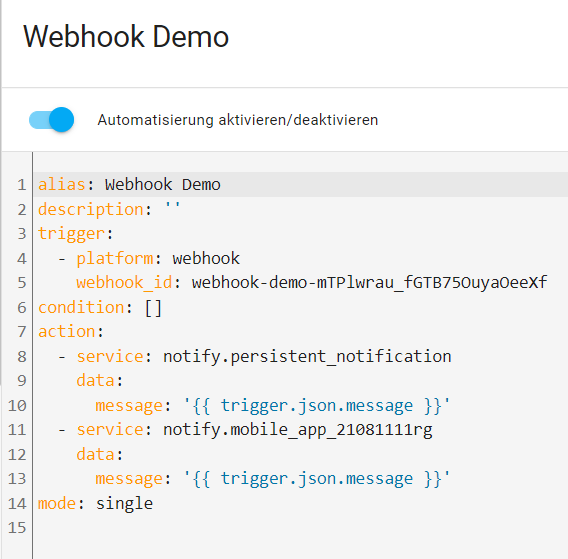 Webhook Demo
Automatisierung aktivieren/deaktivieren
1 alias: Webhook Demo
2 description: ''
3 trigger:
4   - platform: webhook
5     webhook_id: webhook-demo-mTPlwrau_fGTB75OuyaOeeXf
6 condition: []
7 action:
8   - service: notify.persistent_notification
9     data:
10       message: '{{ trigger.json.message }}'
11   - service: notify.mobile_app_21081111rg
12     data:
13       message: '{{ trigger.json.message }}'
14 mode: single
15